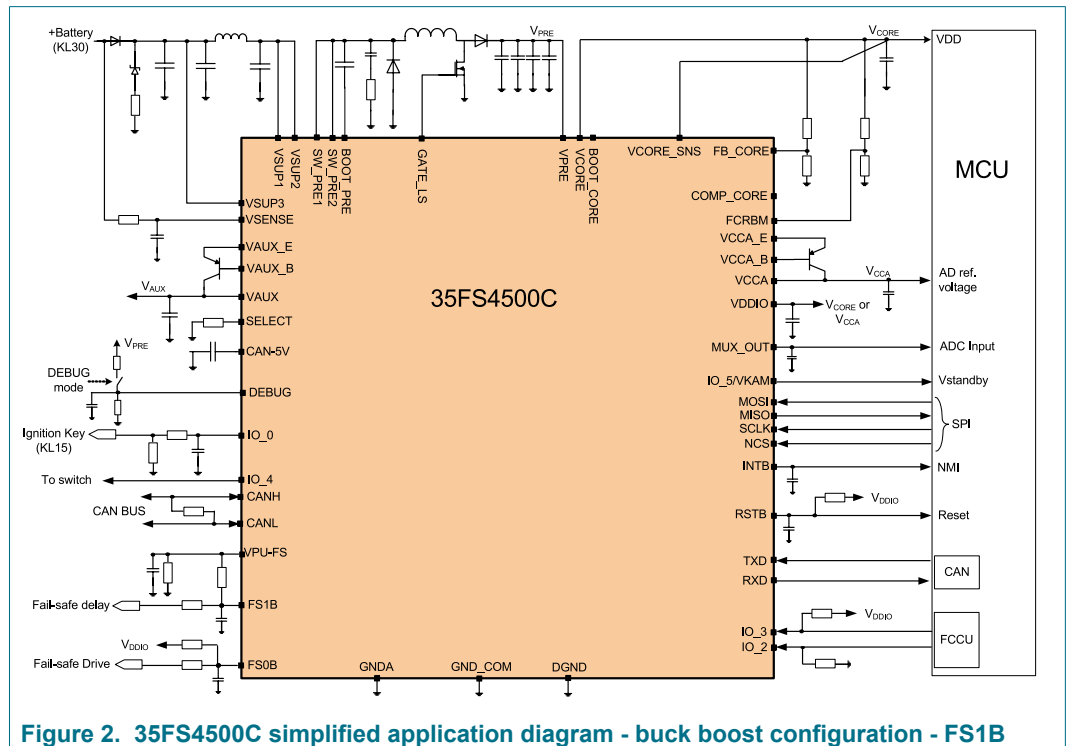 +Battery
(KL30)
VPRE
VCORE
VDD
VSUP1
VSUP2
SW_PRE1
SW_PRE2
BOOT_PRE
GATE_LS
VPRE
VCORE
BOOT_CORE
VCORE_SNS
FB_CORE
MCU
COMP_CORE
VSUP3
VSENSE
FCRBM
VAUX_E
VCCA_E
VAUX_B
VCCA_B
VAUX
VAUX
VCCA
VCCA
AD ref.
voltage
35FS4500C
VDDIO
VCORE or
VCCA
SELECT
CAN-5V
MUX_OUT
ADC Input
VPRE
DEBUG
mode
DEBUG
IO_5/VKAM
Vstandby
MOSI
MISO
SCLK
NCS
SPI
Ignition Key
(KL15)
IO_0
INTB
NMI
To switch
IO_4
CANH
CAN BUS
CANL
VDDIO
RSTB
Reset
VPU-FS
TXD
RXD
CAN
Fail-safe delay
FS1B
VDDIO
IO_3
IO_2
FCCU
VDDIO
Fail-safe Drive
FS0B
GNDA
GND_COM
DGND
Figure 2. 35FS4500C simplified application diagram - buck boost configuration - FS1B